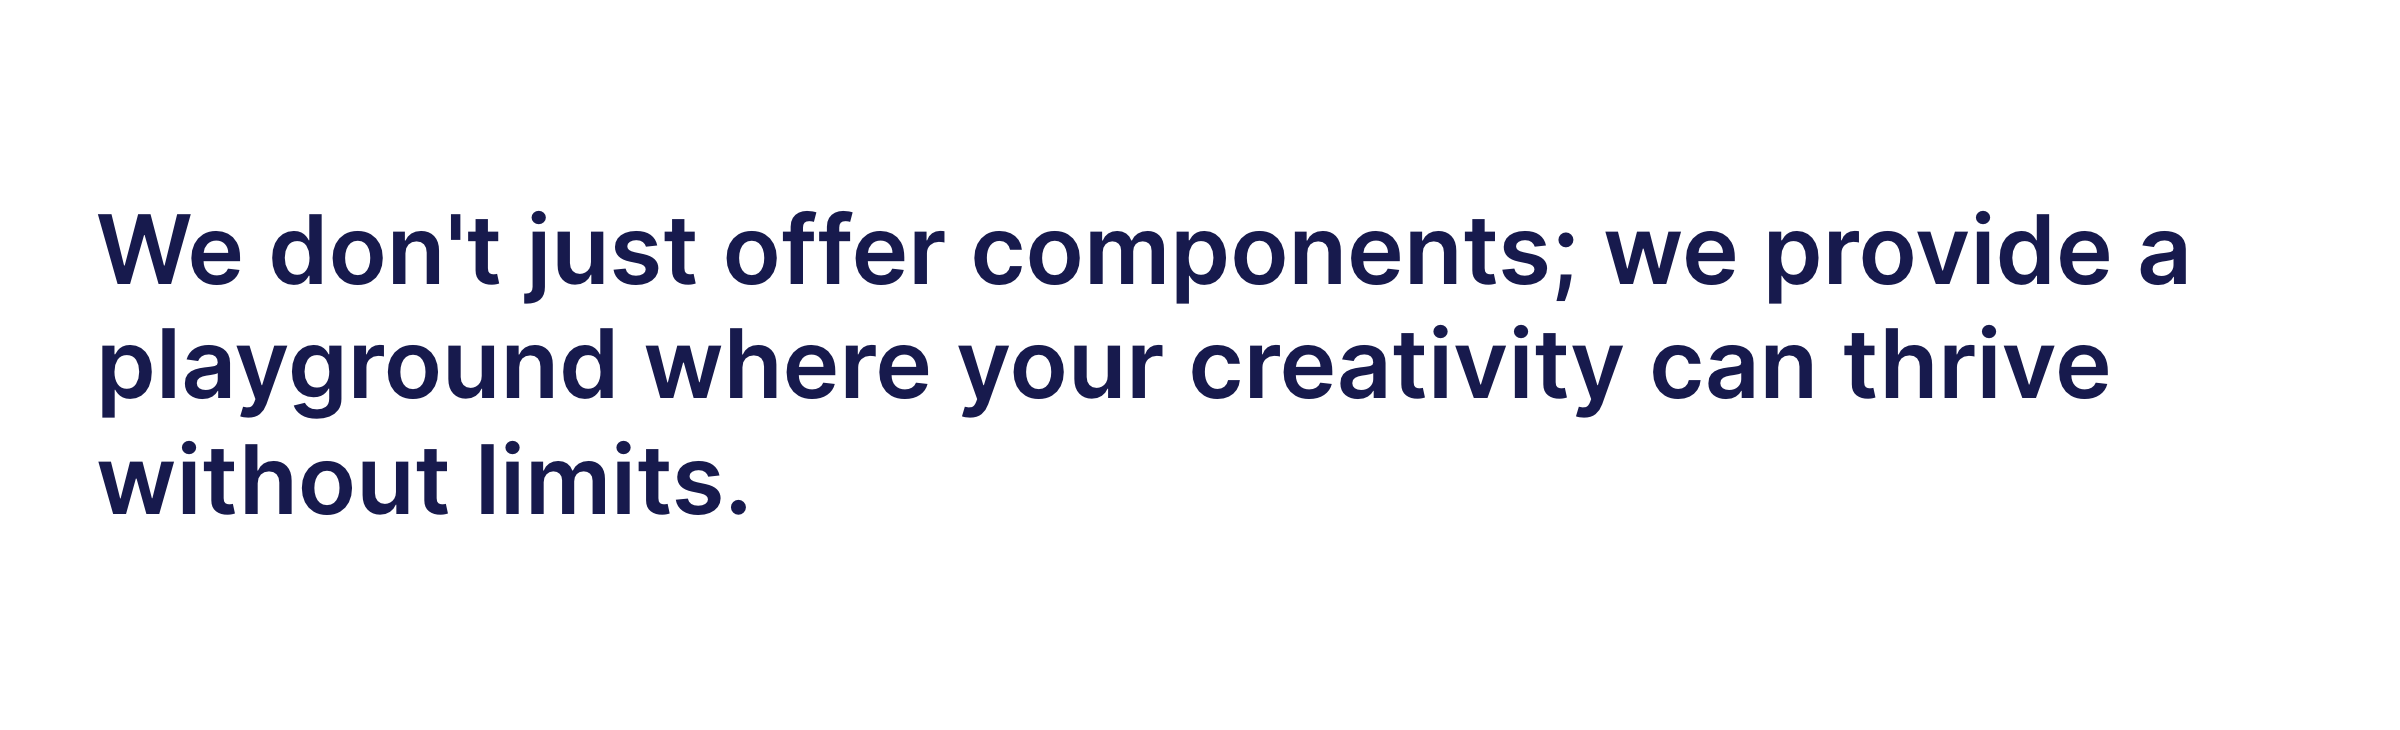 We don't just offer components; we provide a
playground where your creativity can thrive
without limits.